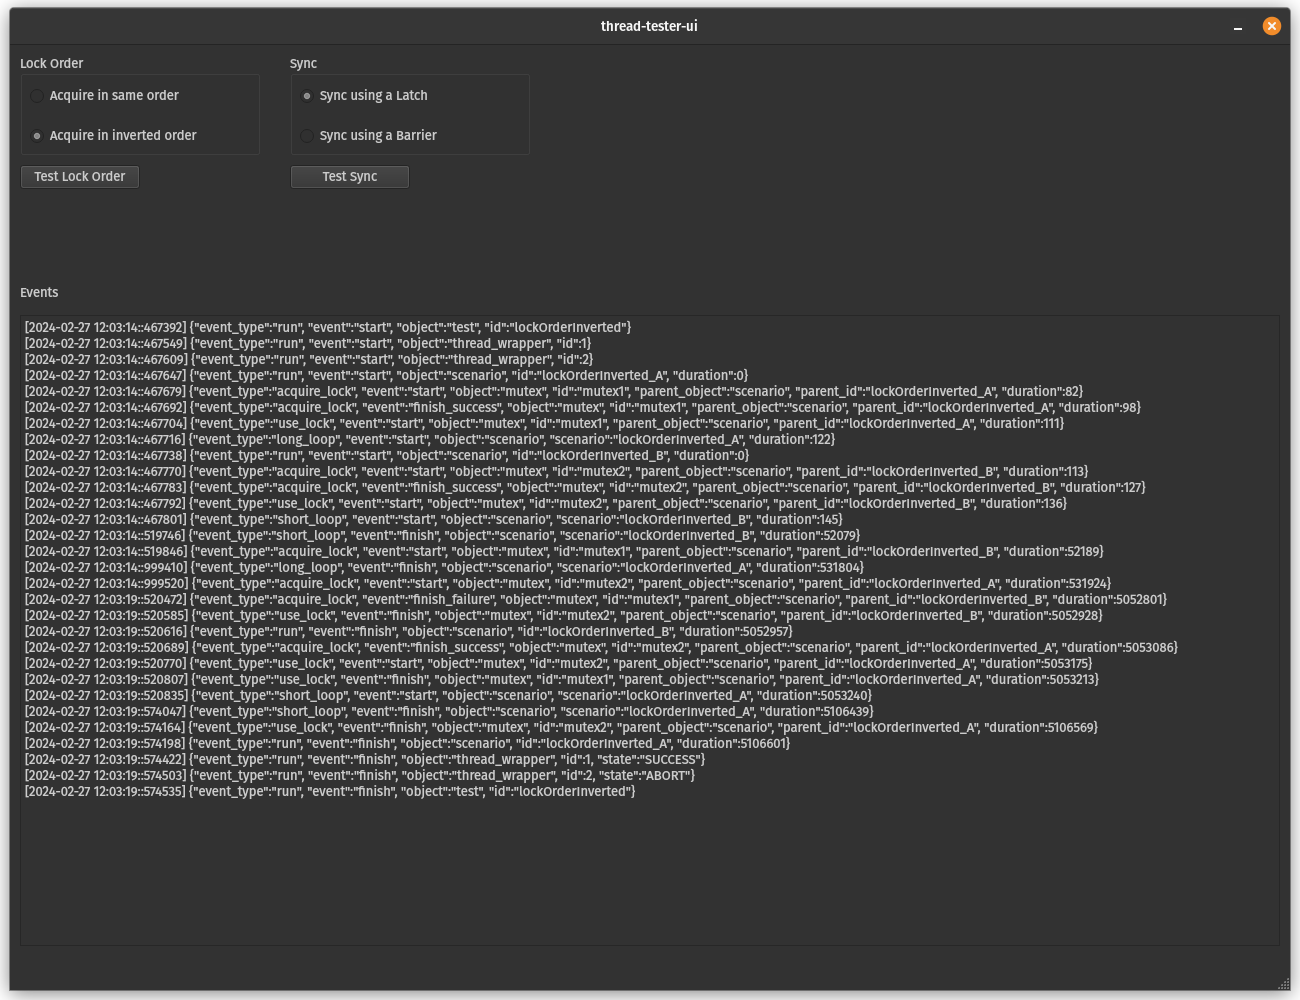 thread-tester-ui
Lock Order
Sync
Acquire in same order
Sync using a Latch
Acquire in inverted order
Sync using a Barrier
Test Lock Order
Test Sync
Events
[2024-02-27 12:03:14::467392] {"event_type":"run", "event":"start", "object":"test", "id":"lockOrderInverted"}
[2024-02-27 12:03:14::467549] {"event_type":"run", "event":"start", "object":"thread_wrapper", "id":1}
[2024-02-27 12:03:14::467609] {"event_type":"run", "event":"start", "object":"thread_wrapper", "id":2}
[2024-02-27 12:03:14::467647] {"event_type":"run", "event":"start", "object":"scenario", "id":"lockOrderInverted_A", "duration":0}
[2024-02-27 12:03:14::467679] {"event_type":"acquire_lock", "event":"start", "object":"mutex", "id":"mutex1", "parent_object":"scenario", "parent_id":"lockOrderInverted_A", "duration":82}
[2024-02-27 12:03:14::467692] {"event_type":"acquire_lock", "event":"finish_success", "object":"mutex", "id":"mutex1", "parent_object":"scenario", "parent_id":"lockOrderInverted_A", "duration":98}
[2024-02-27 12:03:14::467704] {"event_type":"use_lock", "event":"start", "object":"mutex", "id":"mutex1", "parent_object":"scenario", "parent_id":"lockOrderInverted_A", "duration":111}
[2024-02-27 12:03:14::467716] {"event_type":"long_loop", "event":"start", "object":"scenario", "scenario":"lockOrderInverted_A", "duration":122}
[2024-02-27 12:03:14::467738] {"event_type":"run", "event":"start", "object":"scenario", "id":"lockOrderInverted_B", "duration":0}
[2024-02-27 12:03:14::467770] {"event_type":"acquire_lock", "event":"start", "object":"mutex", "id":"mutex2", "parent_object":"scenario", "parent_id":"lockOrderInverted_B", "duration":113}
[2024-02-27 12:03:14::467783] {"event_type":"acquire_lock", "event":"finish_success", "object":"mutex", "id":"mutex2", "parent_object":"scenario", "parent_id":"lockOrderInverted_B", "duration":127}
[2024-02-27 12:03:14::467792] {"event_type":"use_lock", "event":"start", "object":"mutex", "id":"mutex2", "parent_object":"scenario", "parent_id":"lockOrderInverted_B", "duration":136}
[2024-02-27 12:03:14::467801] {"event_type":"short_loop", "event":"start", "object":"scenario", "scenario":"lockOrderInverted_B", "duration":145}
[2024-02-27 12:03:14::519746] {"event_type":"short_loop", "event":"finish", "object":"scenario", "scenario":"lockOrderInverted_B", "duration":52079}
[2024-02-27 12:03:14::519846] {"event_type":"acquire_lock", "event":"start", "object":"mutex", "id":"mutex1", "parent_object":"scenario", "parent_id":"lockOrderInverted_B", "duration":52189}
[2024-02-27 12:03:14::999410] {"event_type":"long_loop", "event":"finish", "object":"scenario", "scenario":"lockOrderInverted_A", "duration":531804}
[2024-02-27 12:03:14::999520] {"event_type":"acquire_lock", "event":"start", "object":"mutex", "id":"mutex2", "parent_object":"scenario", "parent_id":"lockOrderInverted_A", "duration":531924}
[2024-02-27 12:03:19::520472] {"event_type":"acquire_lock", "event":"finish_failure", "object":"mutex", "id":"mutex1", "parent_object":"scenario", "parent_id":"lockOrderInverted_B", "duration":5052801}
[2024-02-27 12:03:19::520585] {"event_type":"use_lock", "event":"finish", "object":"mutex", "id":"mutex2", "parent_object":"scenario", "parent_id":"lockOrderInverted_B", "duration":5052928}
[2024-02-27 12:03:19::520616] {"event_type":"run", "event":"finish", "object":"scenario", "id":"lockOrderInverted_B", "duration":5052957}
[2024-02-27 12:03:19::520689] {"event_type":"acquire_lock", "event":"finish_success", "object":"mutex", "id":"mutex2", "parent_object":"scenario", "parent_id":"lockOrderInverted_A", "duration":5053086}
[2024-02-27 12:03:19::520770] {"event_type":"use_lock", "event":"start", "object":"mutex", "id":"mutex2", "parent_object":"scenario", "parent_id":"lockOrderInverted_A", "duration":5053175}
[2024-02-27 12:03:19::520807] {"event_type":"use_lock", "event":"finish", "object":"mutex", "id":"mutex1", "parent_object":"scenario", "parent_id":"lockOrderInverted_A", "duration":5053213}
[2024-02-27 12:03:19::520835] {"event_type":"short_loop", "event":"start", "object":"scenario", "scenario":"lockOrderInverted_A", "duration":5053240}
[2024-02-27 12:03:19::574047] {"event_type":"short_loop", "event":"finish", "object":"scenario", "scenario":"lockOrderInverted_A", "duration":5106439}
[2024-02-27 12:03:19::574164] {"event_type":"use_lock", "event":"finish", "object":"mutex", "id":"mutex2", "parent_object":"scenario", "parent_id":"lockOrderInverted_A", "duration":5106569}
[2024-02-27 12:03:19::574198] {"event_type":"run", "event":"finish", "object":"scenario", "id":"lockOrderInverted_A", "duration":5106601}
[2024-02-27 12:03:19::574422] {"event_type":"run", "event":"finish", "object":"thread_wrapper", "id":1, "state":"SUCCESS"}
[2024-02-27 12:03:19::574503] {"event_type":"run", "event":"finish", "object":"thread_wrapper", "id":2, "state":"ABORT"}
[2024-02-27 12:03:19::574535] {"event_type":"run", "event":"finish", "object":"test", "id":"lockOrderInverted"}